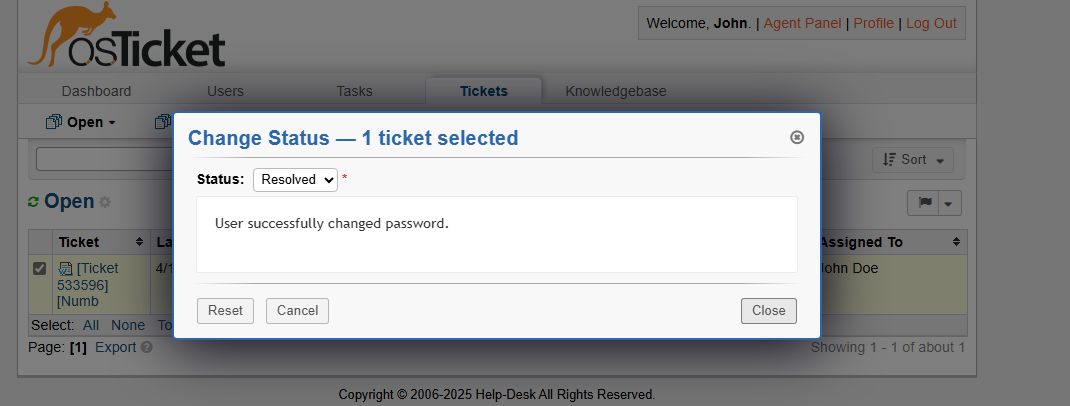 osTicket
Welcome, John. | Agent Panel | Profile | Log Out
Dashboard Users Tasks Tickets Knowledgebase
Open
Change Status — 1 ticket selected
Sort
Status: Resolved *
User successfully changed password.
Open
Ticket La Assigned To
[Ticket 4/1 John Doe
533596]
[Numb
Reset Cancel Close
Select: All None To
Page: [1] Export Showing 1 - 1 of about 1
Copyright © 2006-2025 Help-Desk All Rights Reserved.